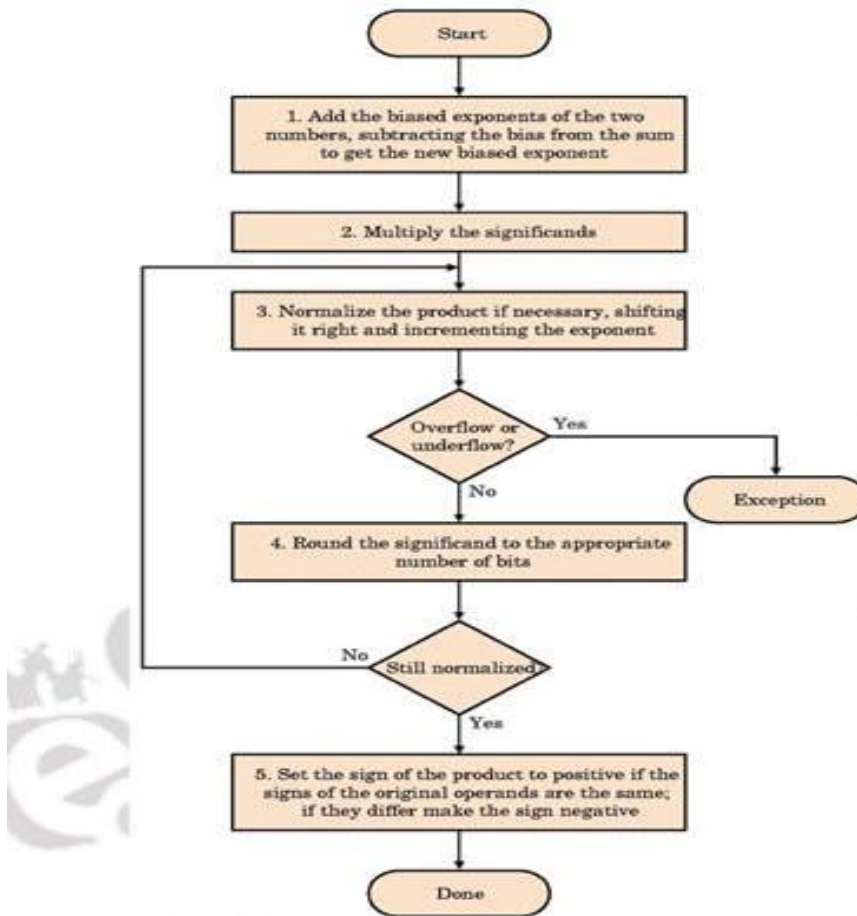 Start
1. Add the biased exponents of the two
numbers, subtracting the bias from the sum
to get the new biased exponent
2. Multiply the significands
3. Normalize the product if necessary, shifting
it right and incrementing the exponent
Overflow or
underflow?
Yes
No
Exception
4. Round the significand to the appropriate
number of bits
No
Still normalized?
Yes
5. Set the sign of the product to positive if the
signs of the original operands are the same;
if they differ make the sign negative
Done